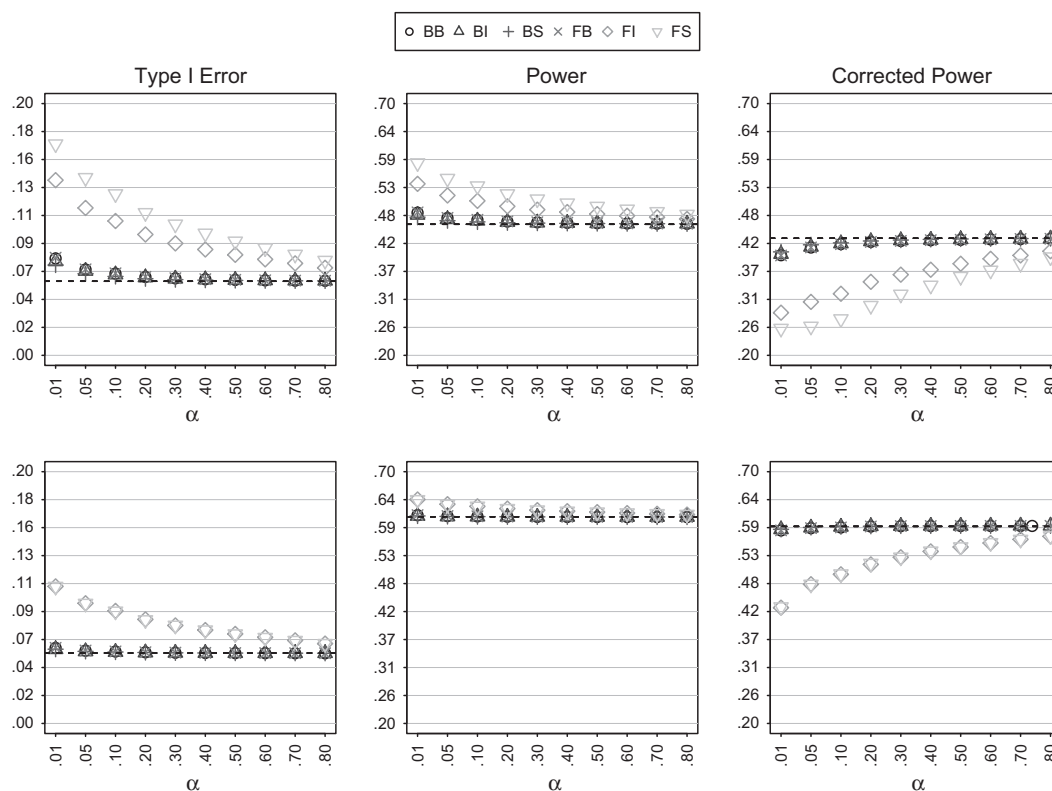 BB BI BS FB FI FS
Type I Error Power Corrected Power
.20 .70 .70
.18 .64 .64
.16 .59 .59
.13 .53 .53
.11 .48 .48
.09 .42 .42
.07 .37 .37
.04 .31 .31
.02 .26 .26
.00 .20 .20
.01 .05 .10 .20 .30 .40 .50 .60 .70 .80 .01 .05 .10 .20 .30 .40 .50 .60 .70 .80 .01 .05 .10 .20 .30 .40 .50 .60 .70 .80
α α α
.20 .70 .70
.18 .64 .64
.16 .59 .59
.13 .53 .53
.11 .48 .48
.09 .42 .42
.07 .37 .37
.04 .31 .31
.02 .26 .26
.00 .20 .20
.01 .05 .10 .20 .30 .40 .50 .60 .70 .80 .01 .05 .10 .20 .30 .40 .50 .60 .70 .80 .01 .05 .10 .20 .30 .40 .50 .60 .70 .80
α α α